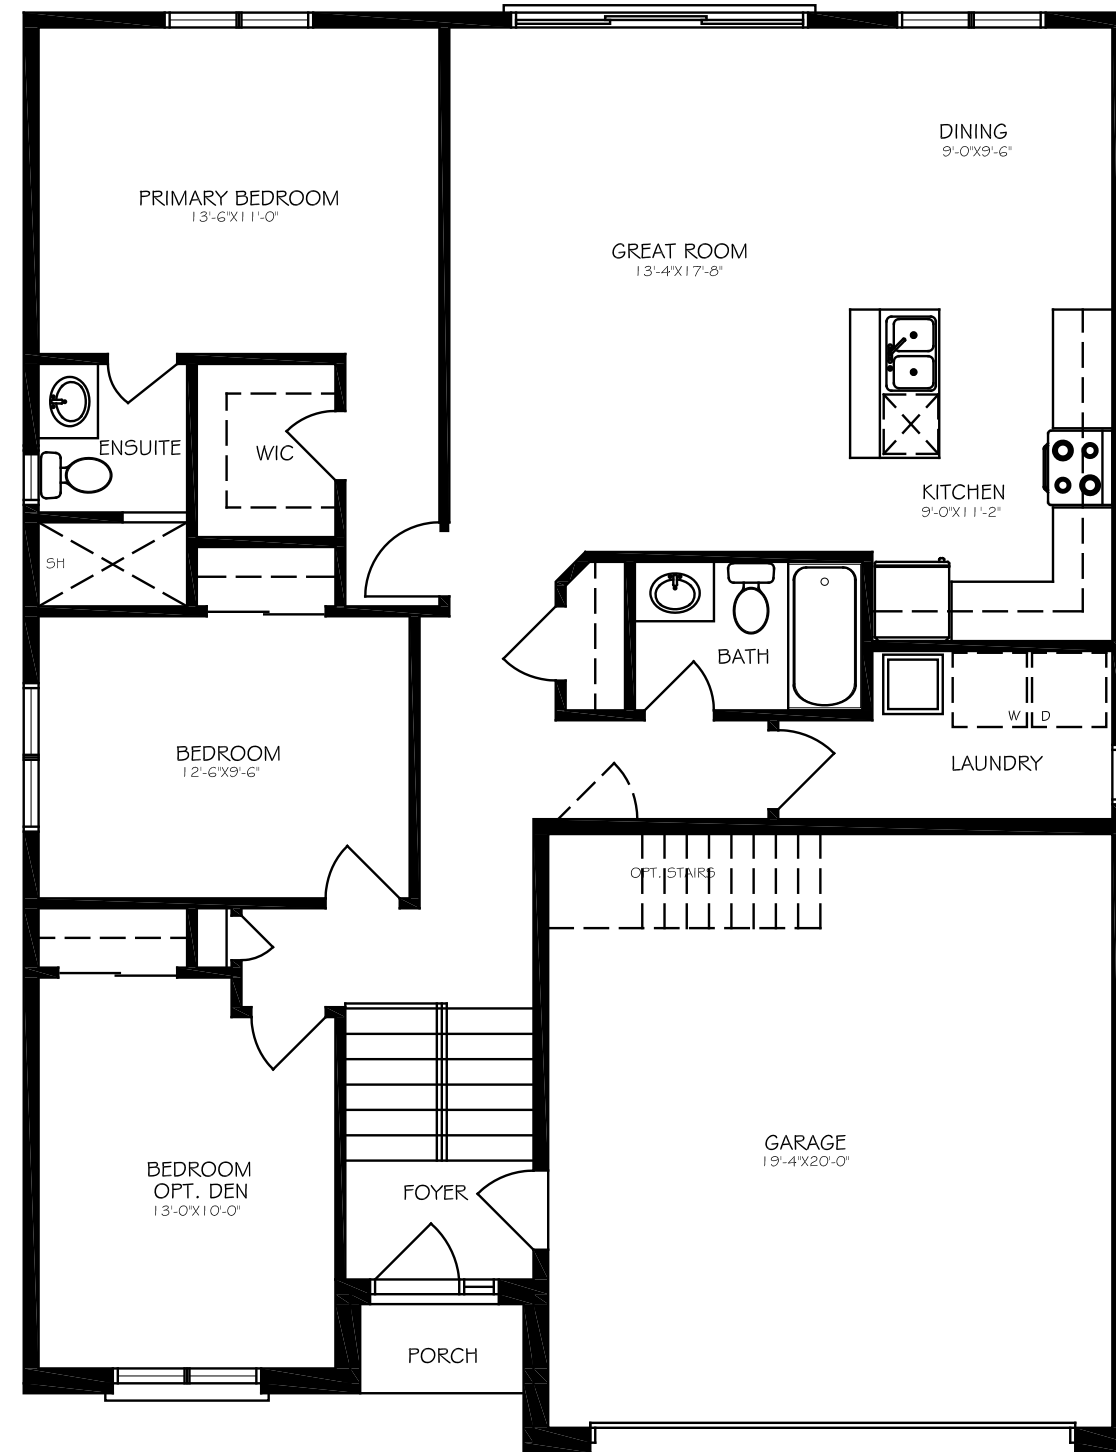 DINING
9'-0"X9'-6"
PRIMARY BEDROOM
13'-6"X11'-0"
GREAT ROOM
13'-4"X17'-8"
ENSUITE
WIC
KITCHEN
9'-0"X11'-2"
SH
BATH
W D
BEDROOM
12'-6"X9'-6"
LAUNDRY
OPT. STAIRS
GARAGE
19'-4"X20'-0"
BEDROOM
OPT. DEN
13'-0"X10'-0"
FOYER
PORCH